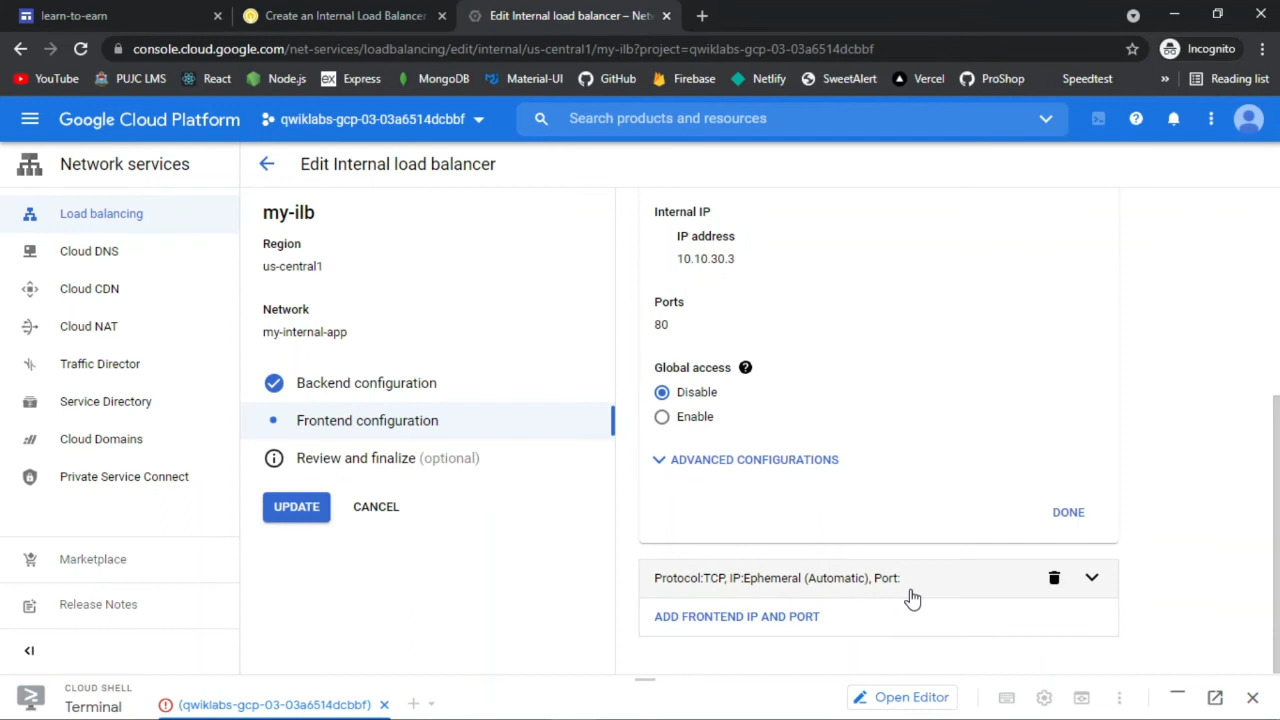 learn-to-earn
Create an Internal Load Balancer
Edit Internal load balancer – Net
console.cloud.google.com/net-services/loadbalancing/edit/internal/us-central1/my-ilb?project=qwiklabs-gcp-03-03a6514dcbbf
Incognito
YouTube
PUJC LMS
React
Node.js
ex Express
MongoDB
Material-UI
GitHub
Firebase
Netlify
SweetAlert
Vercel
ProShop
Speedtest
»
Reading list
Google Cloud Platform
qwiklabs-gcp-03-03a6514dcbbf
Search products and resources
Network services
Edit Internal load balancer
Load balancing
Cloud DNS
Cloud CDN
Cloud NAT
Traffic Director
Service Directory
Cloud Domains
Private Service Connect
Marketplace
Release Notes
my-ilb
Region
us-central1
Network
my-internal-app
Backend configuration
Frontend configuration
Review and finalize (optional)
UPDATE
CANCEL
Internal IP
IP address
10.10.30.3
Ports
80
Global access
Disable
Enable
ADVANCED CONFIGURATIONS
DONE
Protocol:TCP, IP:Ephemeral (Automatic), Port:
ADD FRONTEND IP AND PORT
CLOUD SHELL
Terminal
(qwiklabs-gcp-03-03a6514dcbbf)
Open Editor